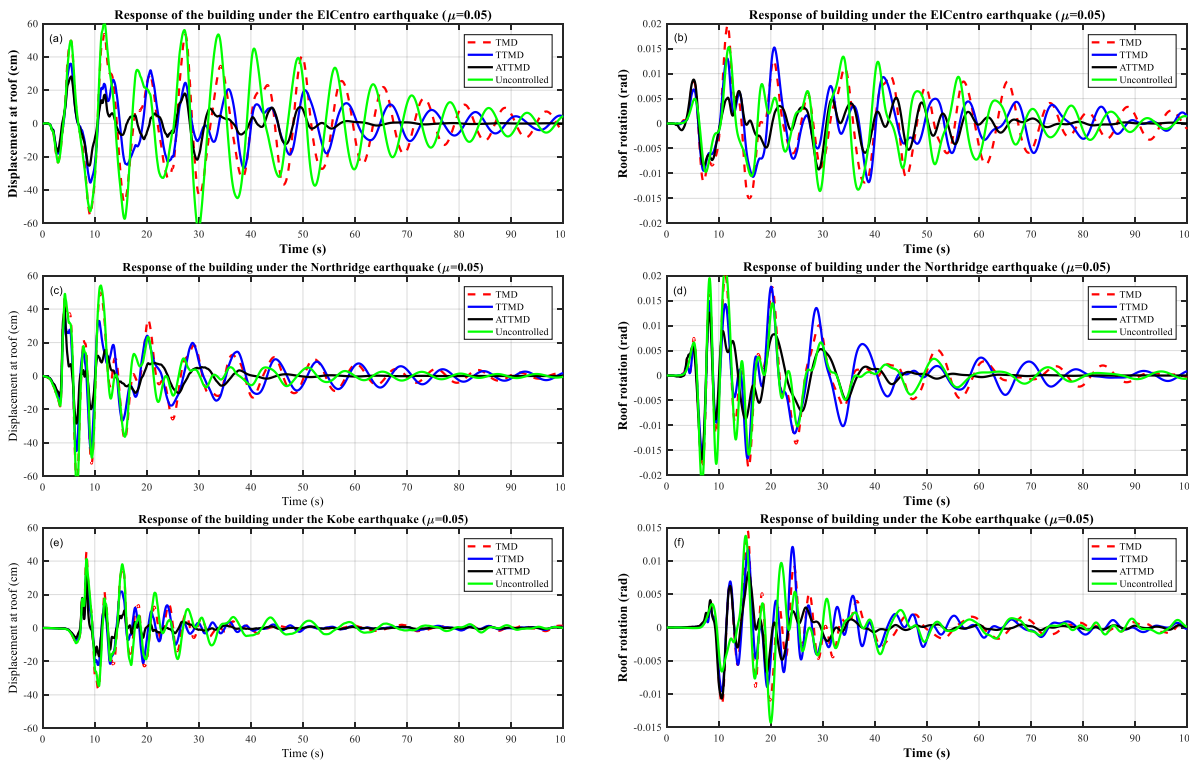 Response of the building under the ElCentro earthquake (μ=0.05)
(a)
TMD
TTMD
ATTMD
Uncontrolled
Displacement at roof (cm)
60
40
20
0
-20
-40
-60
0 10 20 30 40 50 60 70 80 90 10
Time (s)
Response of building under the ElCentro earthquake (μ=0.05)
(b)
TMD
TTMD
ATTMD
Uncontrolled
Roof rotation (rad)
0.02
0.015
0.01
0.005
0
-0.005
-0.01
-0.015
-0.02
0 10 20 30 40 50 60 70 80 90 10
Time (s)
Response of the building under the Northridge earthquake (μ=0.05)
(c)
TMD
TTMD
ATTMD
Uncontrolled
Displacement at roof (cm)
60
40
20
0
-20
-40
-60
0 10 20 30 40 50 60 70 80 90 10
Time (s)
Response of building under the Northridge earthquake (μ=0.05)
(d)
TMD
TTMD
ATTMD
Uncontrolled
Roof rotation (rad)
0.02
0.015
0.01
0.005
0
-0.005
-0.01
-0.015
-0.02
0 10 20 30 40 50 60 70 80 90 10
Time (s)
Response of the building under the Kobe earthquake (μ=0.05)
(e)
TMD
TTMD
ATTMD
Uncontrolled
Displacement at roof (cm)
60
40
20
0
-20
-40
-60
0 10 20 30 40 50 60 70 80 90 10
Time (s)
Response of building under the Kobe earthquake (μ=0.05)
(f)
TMD
TTMD
ATTMD
Uncontrolled
Roof rotation (rad)
0.015
0.01
0.005
0
-0.005
-0.01
-0.015
0 10 20 30 40 50 60 70 80 90 10
Time (s)